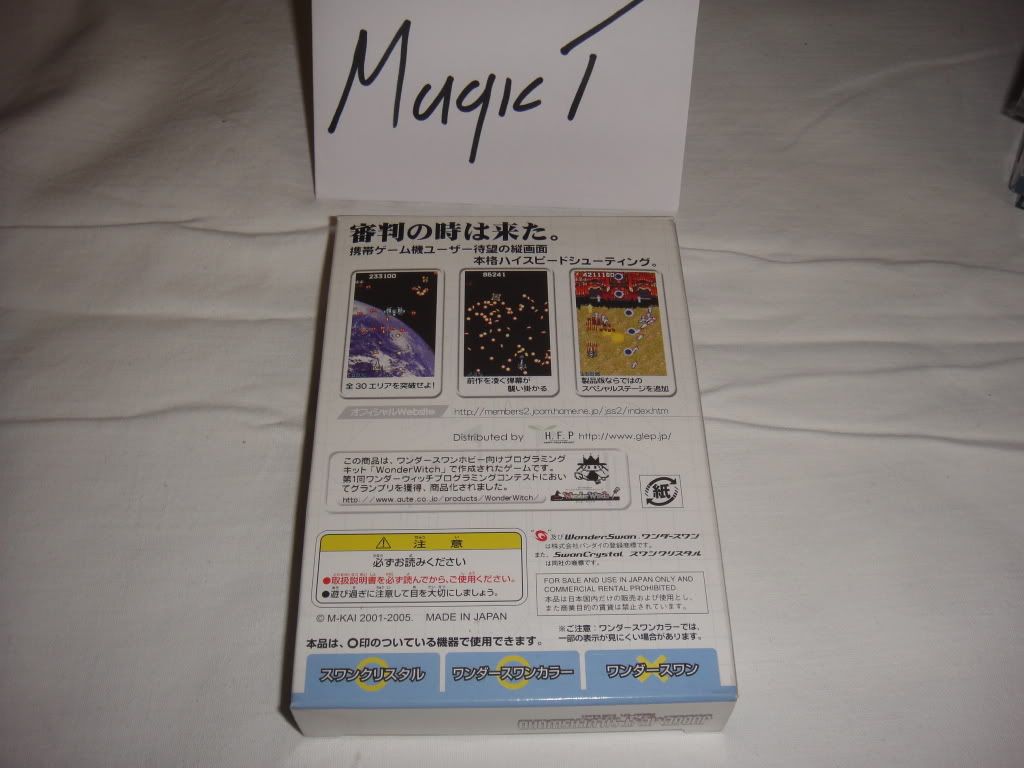 MagicT
審判の時は来た。
携帯ゲーム機ユーザー待望の縦画面
本格ハイスピードシューティング。
233100
85241
4211160
全30エリアを突破せよ!
前作を凌ぐ弾幕が
襲い掛かる
製品版ならではの
スペシャルステージを追加
オフィシャルWebsite http://members2.jcom.home.ne.jp/jss2/index.htm
Distributed by H.F.P http://www.glep.jp/
この商品は、ワンダースワンホビー向けプログラミング
キット「WonderWitch」で作成されたゲームです。
第1回ワンダーウィッチプログラミングコンテストにおい
てグランプリを獲得、商品化されました。
http://www.qute.co.jp/products/WonderWitch/
紙
及びWonderSwan ワンダースワン
は株式会社バンダイの登録商標です。
また、SwanCrystal スワンクリスタル
は同社の商標です。
注意
必ずお読みください
●取扱説明書を必ず読んでから、ご使用ください。
●遊び過ぎに注意して目を大切にしましょう。
FOR SALE AND USE IN JAPAN ONLY AND
COMMERCIAL RENTAL PROHIBITED.
本品は日本国内だけの販売および使用とし、
また商業目的の賃貸は禁止されています。
© M-KAI 2001-2005. MADE IN JAPAN
※ご注意:ワンダースワンカラーでは、
一部の表示が見にくい場合があります。
本品は、〇印のついている機器で使用できます。
スワンクリスタル
ワンダースワンカラー
ワンダースワン